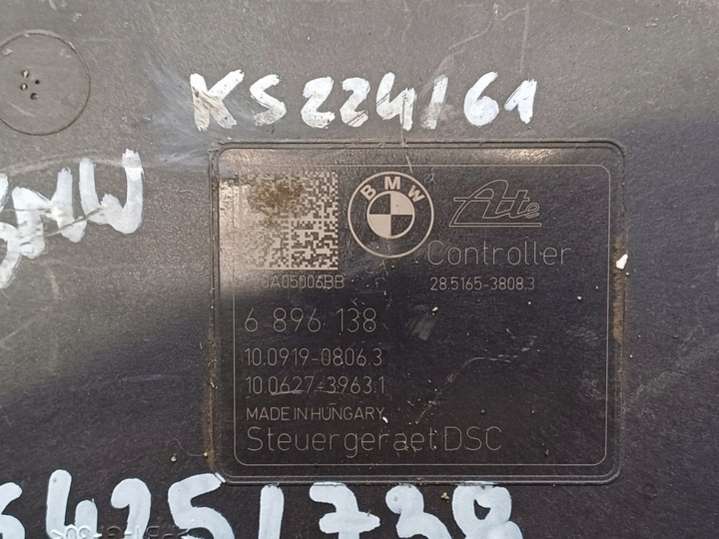 KS224161
BMW
BMW Ate
Controller
A05006BB 28.5165-3808.3
6 896 138
10.0919-0806.3
10.0627-3963.1
MADE IN HUNGARY
Steuergeraet DSC